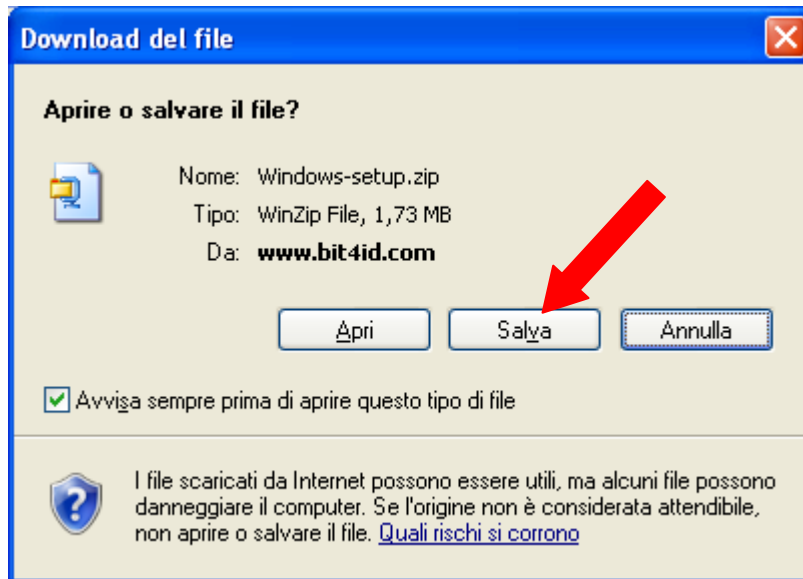 Download del file
Aprire o salvare il file?
Nome: Windows-setup.zip
Tipo: WinZip File, 1,73 MB
Da: www.bit4id.com
Apri Salva Annulla
Avvisa sempre prima di aprire questo tipo di file
I file scaricati da Internet possono essere utili, ma alcuni file possono
danneggiare il computer. Se l'origine non è considerata attendibile,
non aprire o salvare il file. Quali rischi si corrono